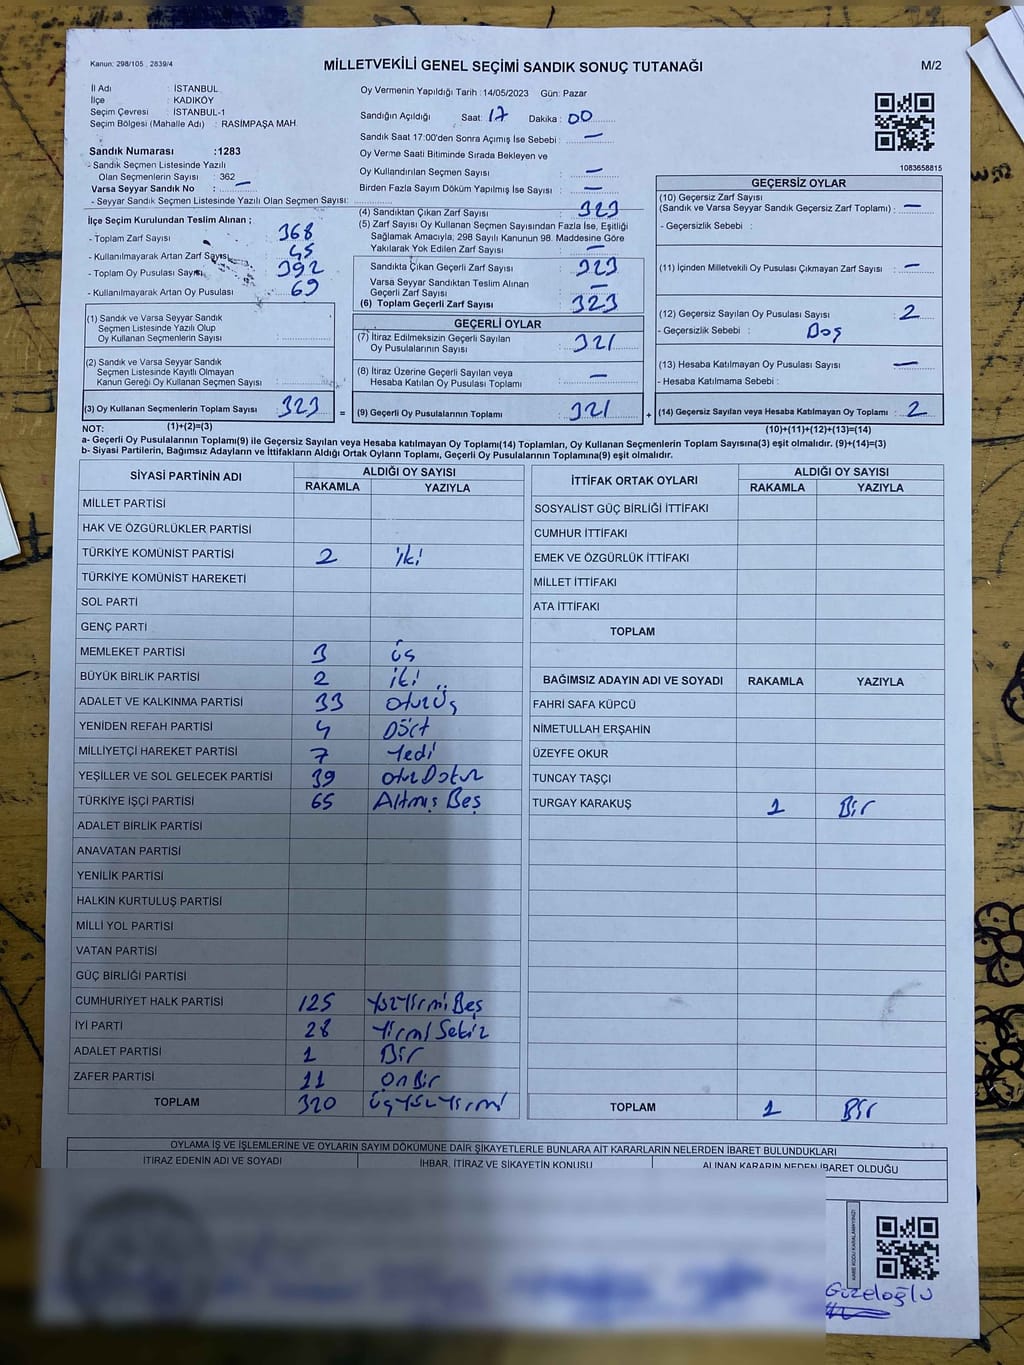 Kanun: 298/105 , 2839/4
MİLLETVEKİLİ GENEL SEÇİMİ SANDIK SONUÇ TUTANAĞI
M/2
İl Adı : İSTANBUL
İlçe : KADIKÖY
Seçim Çevresi : İSTANBUL-1
Seçim Bölgesi (Mahalle Adı) : RASİMPAŞA MAH.
Sandık Numarası :1283
- Sandık Seçmen Listesinde Yazılı
Olan Seçmenlerin Sayısı : 362
Varsa Seyyar Sandık No : —
- Seyyar Sandık Seçmen Listesinde Yazılı Olan Seçmen Sayısı:
Oy Vermenin Yapıldığı Tarih :14/05/2023 Gün: Pazar
Sandığın Açıldığı Saat: 17 Dakika : 00
Sandık Saat 17:00'den Sonra Açımış İse Sebebi : —
Oy Verme Saati Bitiminde Sırada Bekleyen ve
Oy Kullandırılan Seçmen Sayısı : —
Birden Fazla Sayım Döküm Yapılmış İse Sayısı : —
1083658815
İlçe Seçim Kurulundan Teslim Alınan ;
- Toplam Zarf Sayısı : 368
- Kullanılmayarak Artan Zarf Sayısı : 45
- Toplam Oy Pusulası Sayısı : 392
- Kullanılmayarak Artan Oy Pusulası : 69
(1) Sandık ve Varsa Seyyar Sandık
Seçmen Listesinde Yazılı Olup
Oy Kullanan Seçmenlerin Sayısı :
(2) Sandık ve Varsa Seyyar Sandık
Seçmen Listesinde Kayıtlı Olmayan
Kanun Gereği Oy Kullanan Seçmen Sayısı :
(3) Oy Kullanan Seçmenlerin Toplam Sayısı : 323 =
(1)+(2)=(3)
(4) Sandıktan Çıkan Zarf Sayısı : 323
(5) Zarf Sayısı Oy Kullanan Seçmen Sayısından Fazla İse, Eşitliği
Sağlamak Amacıyla, 298 Sayılı Kanunun 98. Maddesine Göre
Yakılarak Yok Edilen Zarf Sayısı : —
Sandıkta Çıkan Geçerli Zarf Sayısı : 323
Varsa Seyyar Sandıktan Teslim Alınan
Geçerli Zarf Sayısı : —
(6) Toplam Geçerli Zarf Sayısı : 323
GEÇERLİ OYLAR
(7) İtiraz Edilmeksizin Geçerli Sayılan
Oy Pusulalarının Sayısı : 321
(8) İtiraz Üzerine Geçerli Sayılan veya
Hesaba Katılan Oy Pusulası Toplamı : —
(9) Geçerli Oy Pusulalarının Toplamı : 321 +
GEÇERSİZ OYLAR
(10) Geçersiz Zarf Sayısı
(Sandık ve Varsa Seyyar Sandık Geçersiz Zarf Toplamı) : —
- Geçersizlik Sebebi :
(11) İçinden Milletvekili Oy Pusulası Çıkmayan Zarf Sayısı : —
(12) Geçersiz Sayılan Oy Pusulası Sayısı : 2
- Geçersizlik Sebebi : Boş
(13) Hesaba Katılmayan Oy Pusulası Sayısı : —
- Hesaba Katılmama Sebebi :
(14) Geçersiz Sayılan veya Hesaba Katılmayan Oy Toplamı : 2
(10)+(11)+(12)+(13)=(14)
NOT:
a- Geçerli Oy Pusulalarının Toplamı(9) ile Geçersiz Sayılan veya Hesaba katılmayan Oy Toplamı(14) Toplamları, Oy Kullanan Seçmenlerin Toplam Sayısına(3) eşit olmalıdır. (9)+(14)=(3)
b- Siyasi Partilerin, Bağımsız Adayların ve İttifakların Aldığı Ortak Oyların Toplamı, Geçerli Oy Pusulalarının Toplamına(9) eşit olmalıdır.
SİYASİ PARTİNİN ADI ALDIĞI OY SAYISI
RAKAMLA YAZIYLA
MİLLET PARTİSİ
HAK VE ÖZGÜRLÜKLER PARTİSİ
TÜRKİYE KOMÜNİST PARTİSİ 2 iki
TÜRKİYE KOMÜNİST HAREKETİ
SOL PARTİ
GENÇ PARTİ
MEMLEKET PARTİSİ 3 üç
BÜYÜK BİRLİK PARTİSİ 2 iki
ADALET VE KALKINMA PARTİSİ 33 otuzüç
YENİDEN REFAH PARTİSİ 4 Dört
MİLLİYETÇİ HAREKET PARTİSİ 7 Yedi
YEŞİLLER VE SOL GELECEK PARTİSİ 39 otuzDokuz
TÜRKİYE İŞÇİ PARTİSİ 65 Altmış Beş
ADALET BİRLİK PARTİSİ
ANAVATAN PARTİSİ
YENİLİK PARTİSİ
HALKIN KURTULUŞ PARTİSİ
MİLLİ YOL PARTİSİ
VATAN PARTİSİ
GÜÇ BİRLİĞİ PARTİSİ
CUMHURİYET HALK PARTİSİ 125 YüzYirmiBeş
İYİ PARTİ 28 Yirmi Sekiz
ADALET PARTİSİ 1 Bir
ZAFER PARTİSİ 11 OnBir
TOPLAM 320 üçYüzYirmi
İTTİFAK ORTAK OYLARI ALDIĞI OY SAYISI
RAKAMLA YAZIYLA
SOSYALİST GÜÇ BİRLİĞİ İTTİFAKI
CUMHUR İTTİFAKI
EMEK VE ÖZGÜRLÜK İTTİFAKI
MİLLET İTTİFAKI
ATA İTTİFAKI
TOPLAM
BAĞIMSIZ ADAYIN ADI VE SOYADI RAKAMLA YAZIYLA
FAHRİ SAFA KÜPCÜ
NİMETULLAH ERŞAHİN
ÜZEYFE OKUR
TUNCAY TAŞÇI
TURGAY KARAKUŞ 1 Bir
TOPLAM 1 Bir
OYLAMA İŞ VE İŞLEMLERİNE VE OYLARIN SAYIM DÖKÜMÜNE DAİR ŞİKAYETLERLE BUNLARA AİT KARARLARIN NELERDEN İBARET BULUNDUKLARI
İTİRAZ EDENİN ADI VE SOYADI İHBAR, İTİRAZ VE ŞİKAYETİN KONUSU ALINAN KARARIN NEDEN İBARET OLDUĞU
KARE KODU KARALAMAYINIZ!
Güzeloğlu